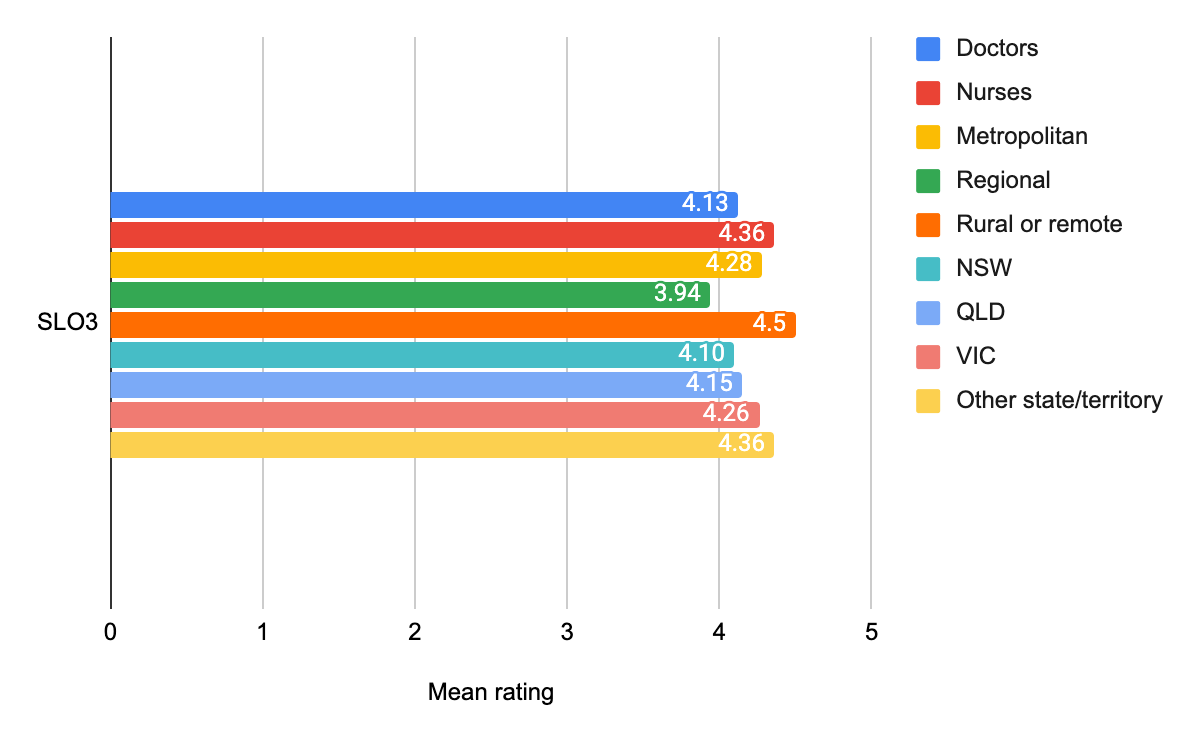 Doctors
Nurses
Metropolitan
Regional
Rural or remote
NSW
QLD
VIC
Other state/territory
4.13
4.36
4.28
3.94
SLO3
4.5
4.10
4.15
4.26
4.36
0 1 2 3 4 5
Mean rating